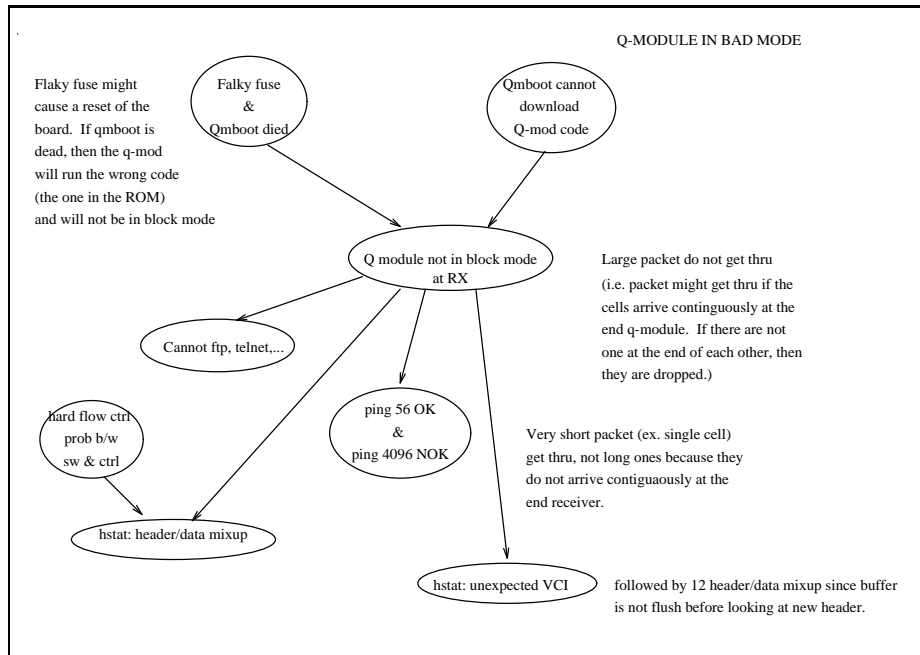 Q-MODULE IN BAD MODE
Flaky fuse might
cause a reset of the
board. If qmboot is
dead, then the q-mod
will run the wrong code
(the one in the ROM)
and will not be in block mode
Falky fuse
&
Qmboot died
Qmboot cannot
download
Q-mod code
Q module not in block mode
at RX
Large packet do not get thru
(i.e. packet might get thru if the
cells arrive continguously at the
end q-module. If there are not
one at the end of each other, then
they are dropped.)
Cannot ftp, telnet,...
hard flow ctrl
prob b/w
sw & ctrl
ping 56 OK
&
ping 4096 NOK
Very short packet (ex. single cell)
get thru, not long ones because they
do not arrive contiguaously at the
end receiver.
hstat: header/data mixup
hstat: unexpected VCI
followed by 12 header/data mixup since buffer
is not flush before looking at new header.